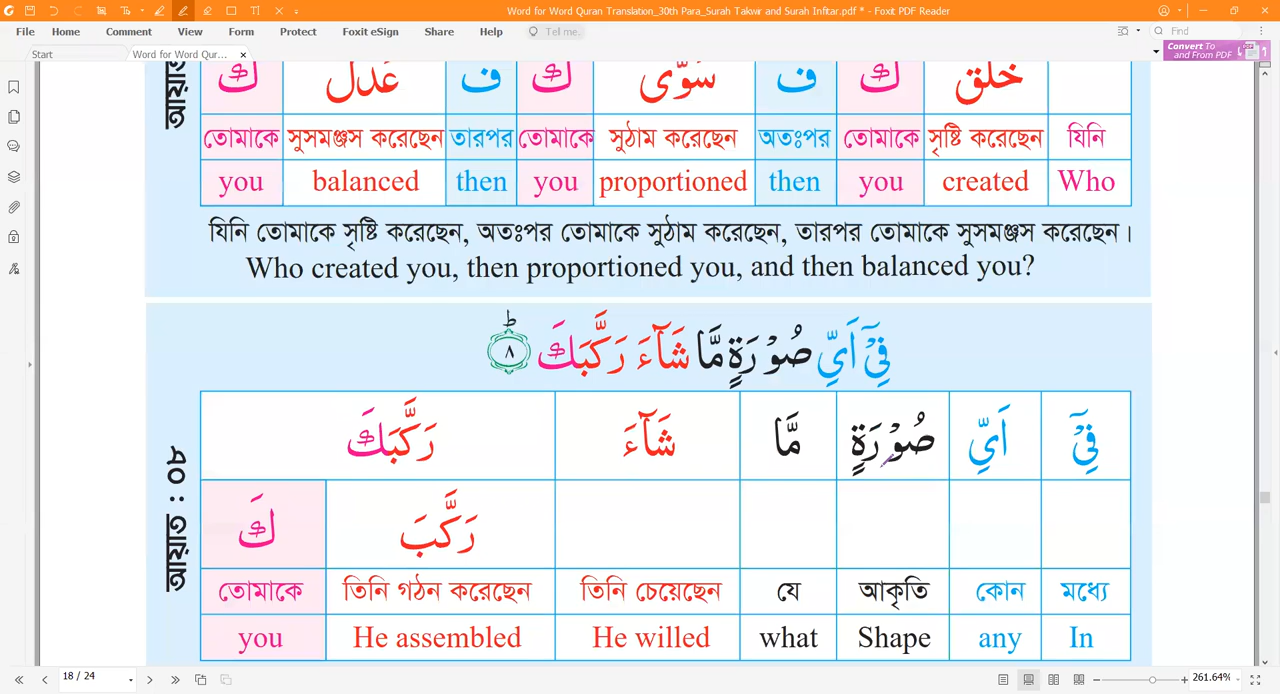 Word for Word Quran Translation_30th Para_Surah Takwir and Surah Infitar.pdf * - Foxit PDF Reader
File Home Comment View Form Protect Foxit eSign Share Help Tell me. Find
Start Word for Word Qur... Convert To and From PDF
خَلَقَ كَ فَ سَوّٰى كَ فَ عَدَلَ كَ
তোমাকে সুসমঞ্জস করেছেন তারপর তোমাকে সুঠাম করেছেন অতঃপর তোমাকে সৃষ্টি করেছেন যিনি
you balanced then you proportioned then you created Who
যিনি তোমাকে সৃষ্টি করেছেন, অতঃপর তোমাকে সুঠাম করেছেন, তারপর তোমাকে সুসমঞ্জস করেছেন।
Who created you, then proportioned you, and then balanced you?
فِىْۤ اَىِّ صُوْرَةٍ مَّا شَآءَ رَكَّبَكَ ؕ ٨
আয়াত : ০৮
فِىْۤ اَىِّ صُوْرَةٍ مَّا شَآءَ رَكَّبَكَ
رَكَّبَ كَ
তোমাকে তিনি গঠন করেছেন তিনি চেয়েছেন যে আকৃতি কোন মধ্যে
you He assembled He willed what Shape any In
18 / 24 261.64%